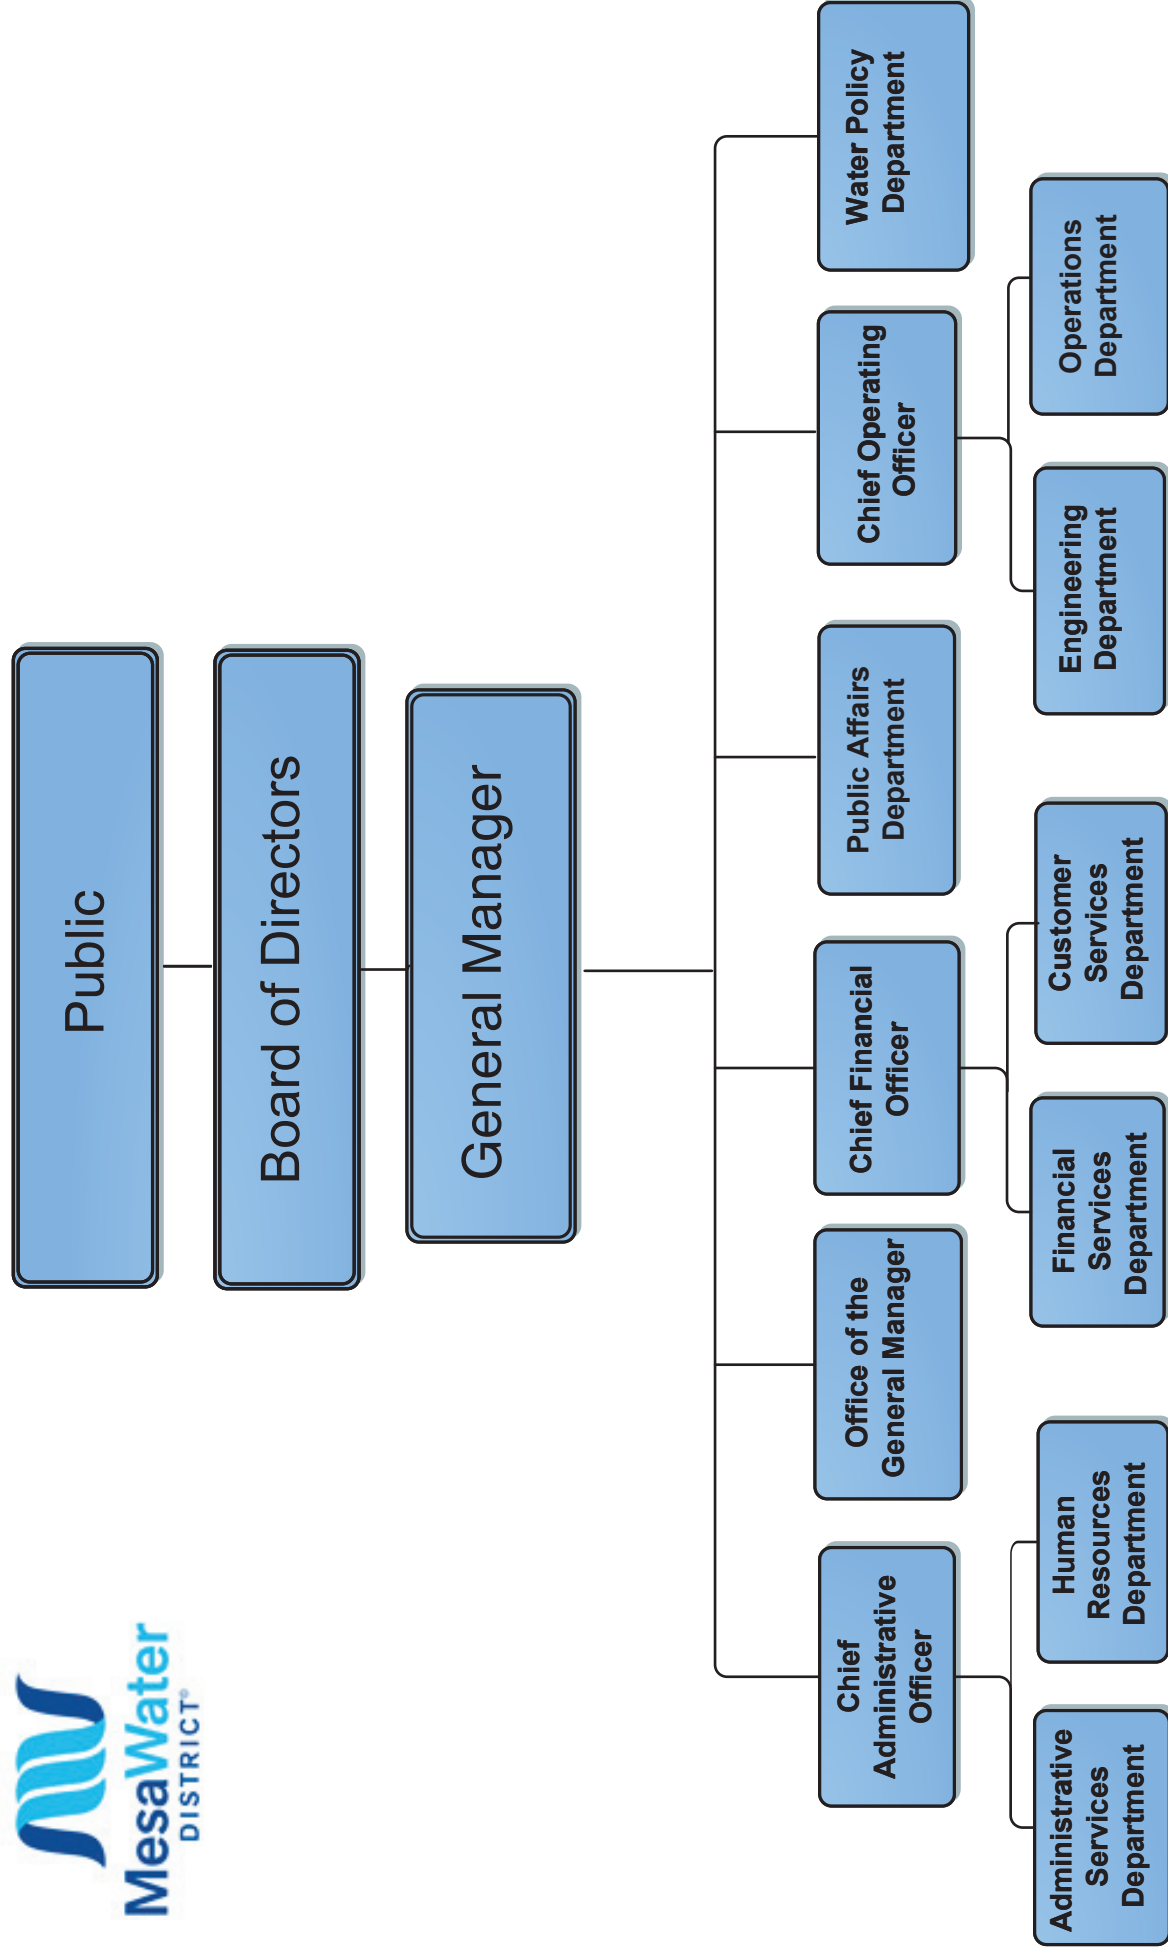 MesaWater
DISTRICT®
Public
Board of Directors
General Manager
Chief
Administrative
Officer
Office of the
General Manager
Chief Financial
Officer
Public Affairs
Department
Chief Operating
Officer
Water Policy
Department
Administrative
Services
Department
Human
Resources
Department
Financial
Services
Department
Customer
Services
Department
Engineering
Department
Operations
Department